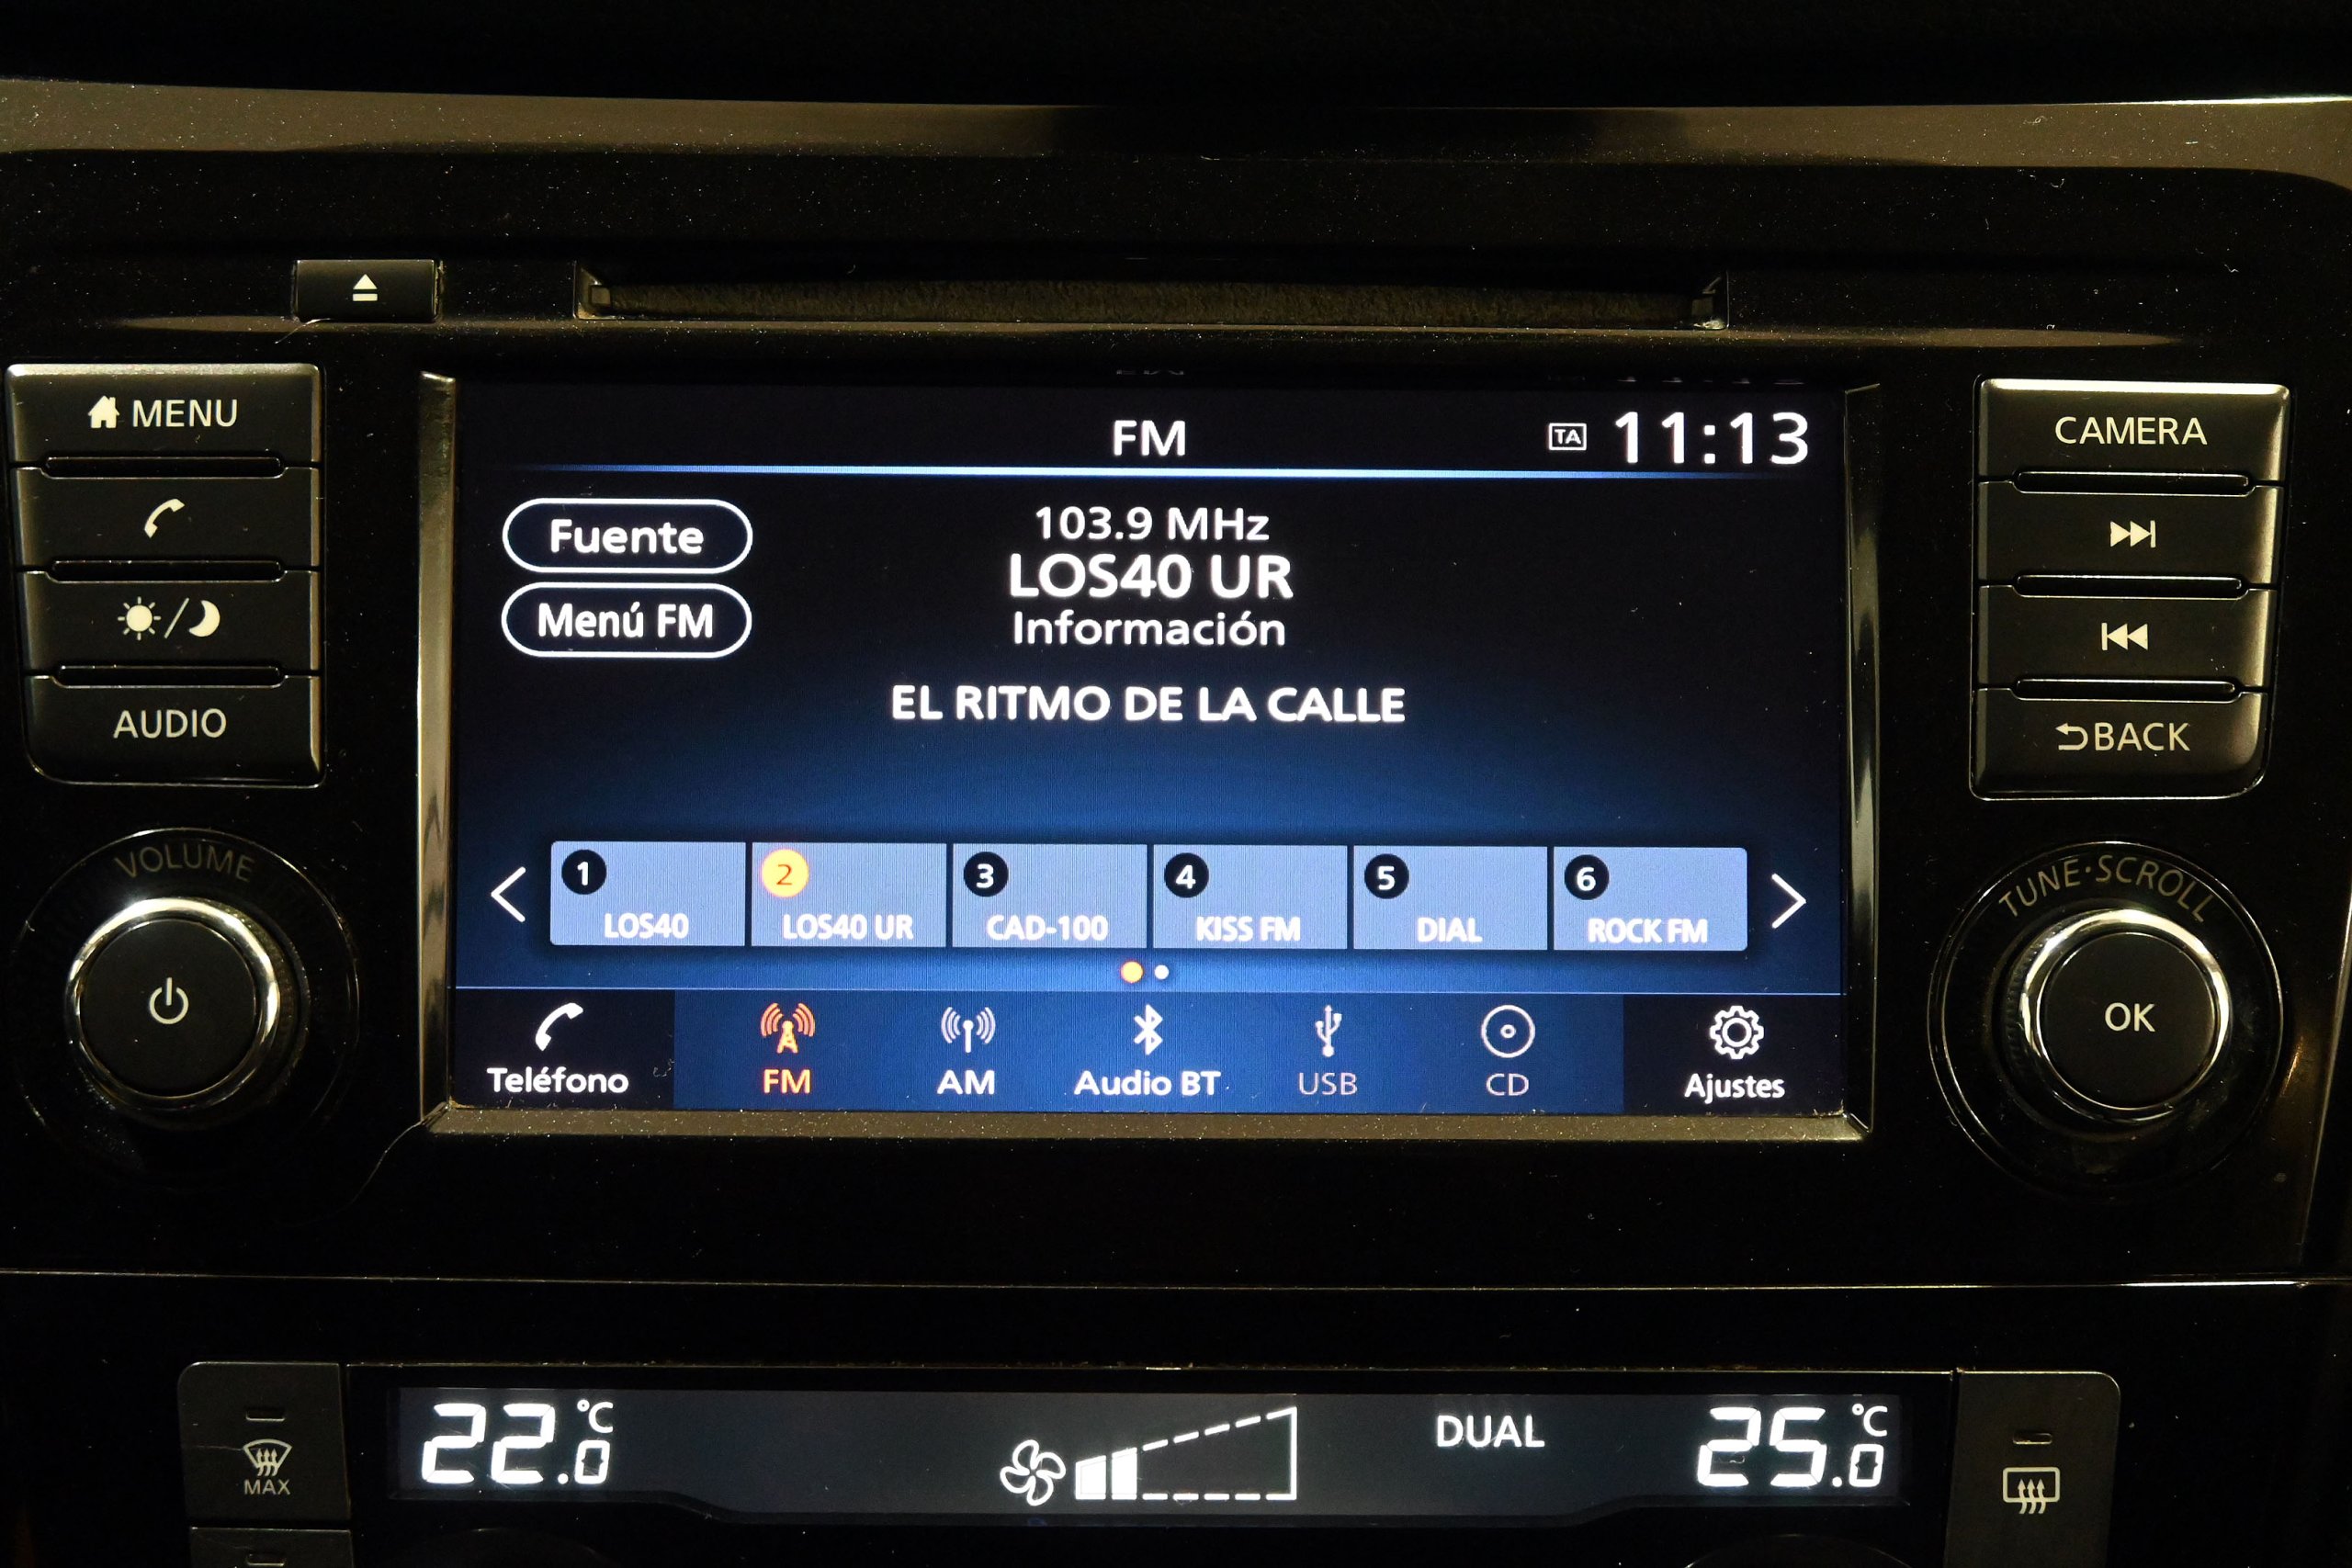 MENU
CAMERA
FM
TA 11:13
Fuente
103.9 MHz
LOS40 UR
Menú FM
Información
EL RITMO DE LA CALLE
AUDIO
BACK
VOLUME
TUNE·SCROLL
1 2 3 4 5 6
LOS40 LOS40 UR CAD-100 KISS FM DIAL ROCK FM
OK
Teléfono FM AM Audio BT USB CD Ajustes
22.0 °C DUAL 25.0 °C
MAX